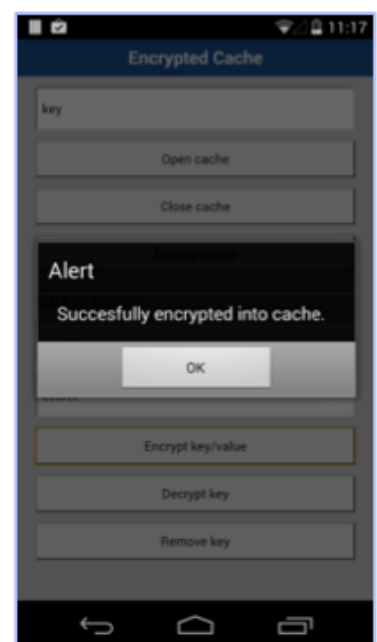 11:17
Encrypted Cache
key
Open cache
Close cache
Alert
Succesfully encrypted into cache.
OK
Encrypt key/value
Decrypt key
Remove key